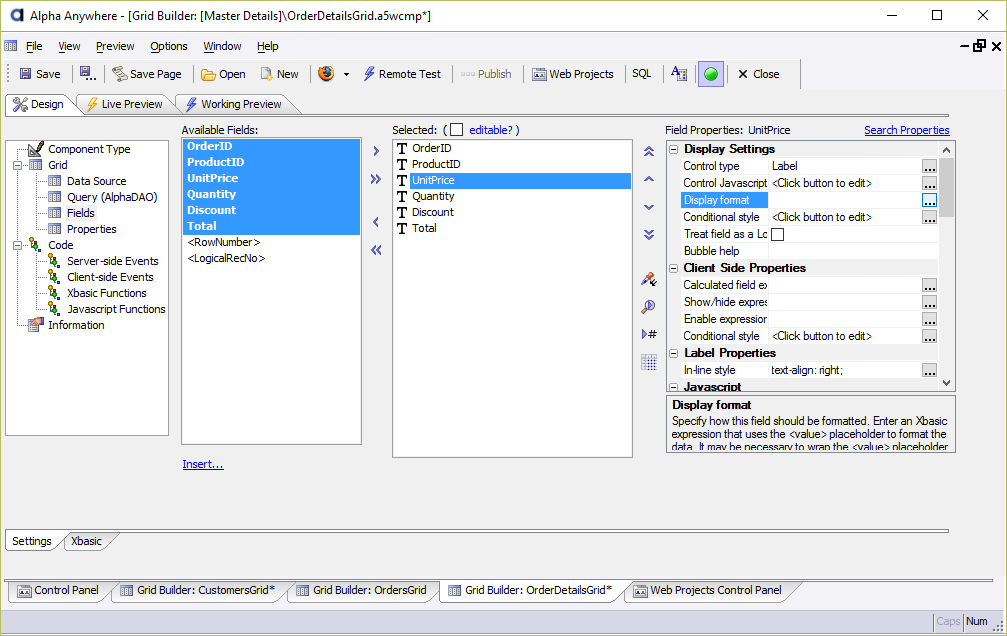 Alpha Anywhere - [Grid Builder: [Master Details]\OrderDetailsGrid.a5wcmp*]
File View Preview Options Window Help
Save Save Page Open New Remote Test Publish Web Projects SQL Close
Design Live Preview Working Preview
Component Type
Grid
Data Source
Query (AlphaDAO)
Fields
Properties
Code
Server-side Events
Client-side Events
Xbasic Functions
Javascript Functions
Information
Available Fields:
OrderID
ProductID
UnitPrice
Quantity
Discount
Total
<RowNumber>
<LogicalRecNo>
Insert...
Selected: ( editable? )
OrderID
ProductID
UnitPrice
Quantity
Discount
Total
Field Properties: UnitPrice Search Properties
Display Settings
Control type Label ...
Control Javascript <Click button to edit> ...
Display format ...
Conditional style <Click button to edit> ...
Treat field as a Lo
Bubble help
Client Side Properties
Calculated field ex ...
Show/hide expres ...
Enable expression ...
Conditional style <Click button to edit> ...
Label Properties
In-line style text-align: right; ...
Javascript
Display format
Specify how this field should be formatted. Enter an Xbasic
expression that uses the <value> placeholder to format the
data. It may be necessary to wrap the <value> placeholder
Settings Xbasic
Control Panel Grid Builder: CustomersGrid* Grid Builder: OrdersGrid Grid Builder: OrderDetailsGrid* Web Projects Control Panel
Caps Num